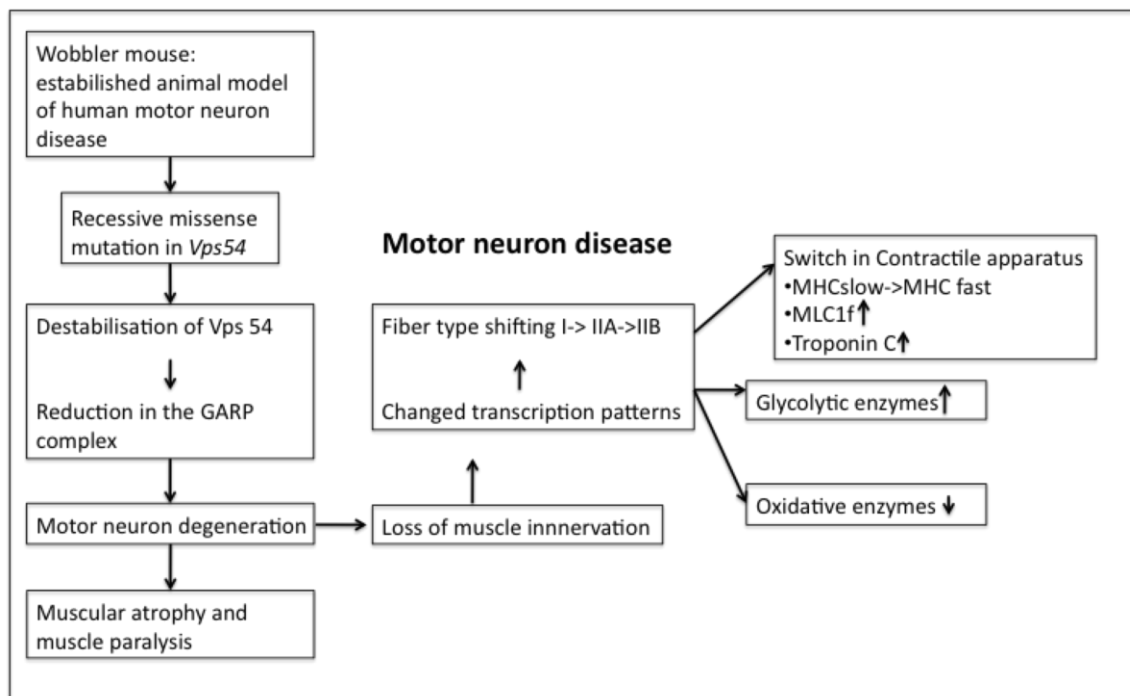 Wobbler mouse:
estabilished animal model
of human motor neuron
disease
Recessive missense
mutation in Vps54
Destabilisation of Vps 54
Reduction in the GARP
complex
Motor neuron degeneration
Muscular atrophy and
muscle paralysis
Motor neuron disease
Fiber type shifting I-> IIA->IIB
Changed transcription patterns
Loss of muscle innnervation
Switch in Contractile apparatus
•MHCslow->MHC fast
•MLC1f↑
•Troponin C↑
Glycolytic enzymes↑
Oxidative enzymes ↓